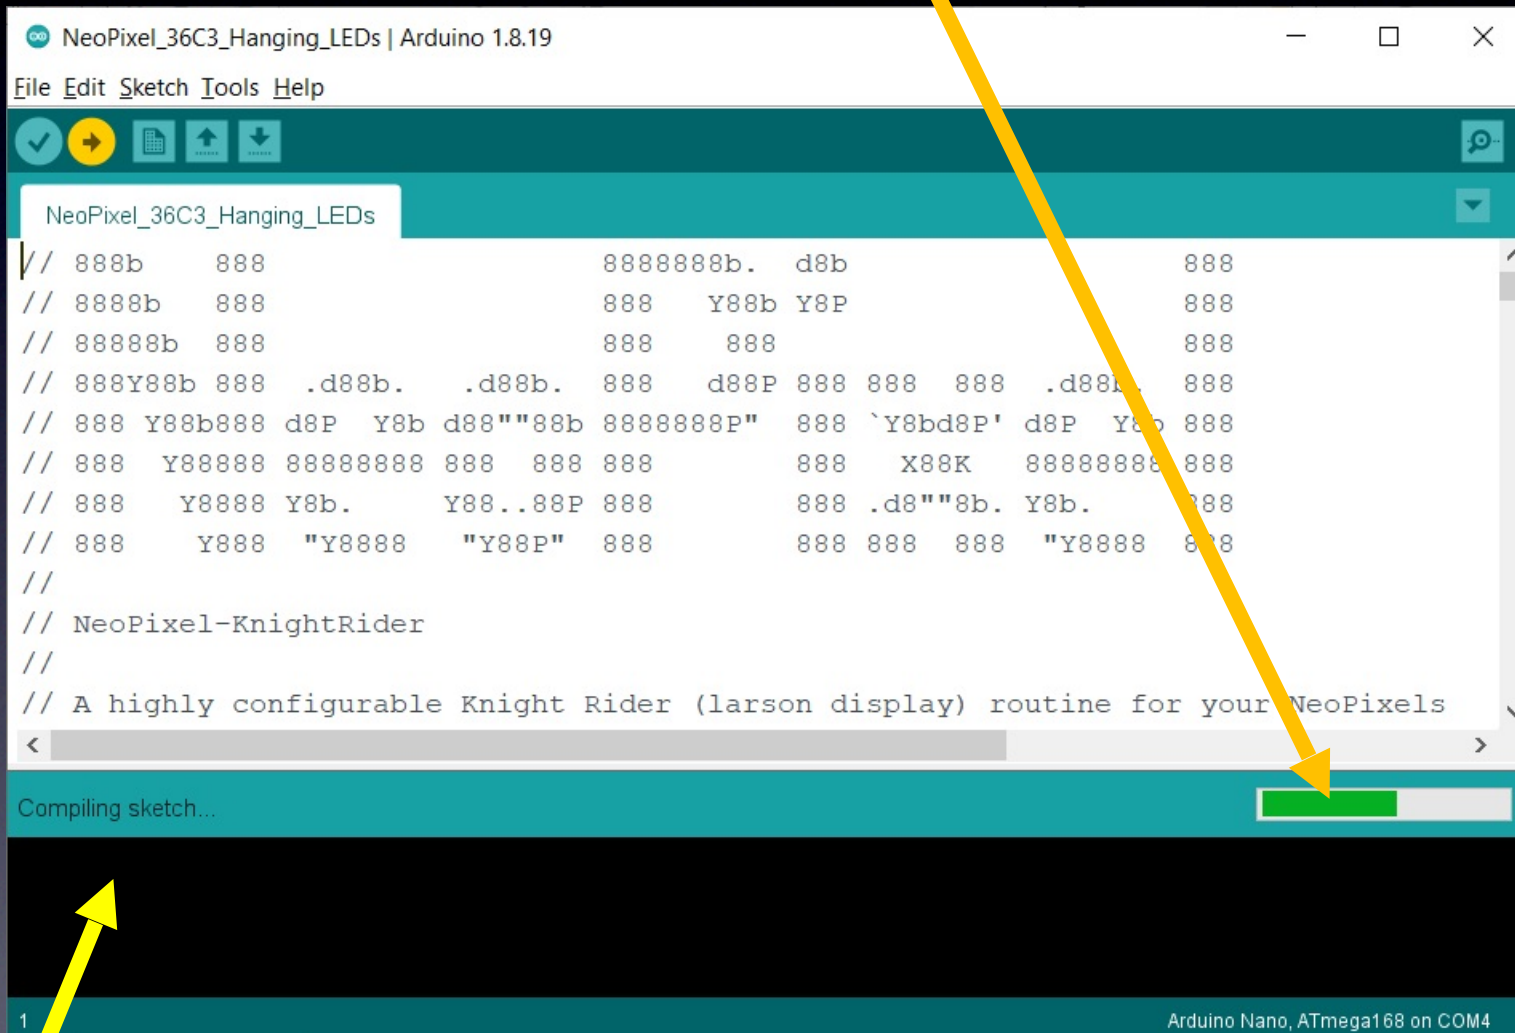 NeoPixel_36C3_Hanging_LEDs | Arduino 1.8.19
File Edit Sketch Tools Help
NeoPixel_36C3_Hanging_LEDs
// 888b    888                   8888888b.  d8b                   888
// 8888b   888                   888   Y88b Y8P                   888
// 88888b  888                   888    888                       888
// 888Y88b 888  .d88b.   .d88b.  888   d88P 888 888  888  .d88b.  888
// 888 Y88b888 d8P  Y8b d88""88b 8888888P"  888 `Y8bd8P' d8P  Y8b 888
// 888  Y88888 88888888 888  888 888        888   X88K   88888888 888
// 888   Y8888 Y8b.     Y88..88P 888        888 .d8""8b. Y8b.     888
// 888    Y888  "Y8888   "Y88P"  888        888 888  888  "Y8888  888
//
// NeoPixel-KnightRider
//
// A highly configurable Knight Rider (larson display) routine for your NeoPixels
Compiling sketch...
1
Arduino Nano, ATmega168 on COM4